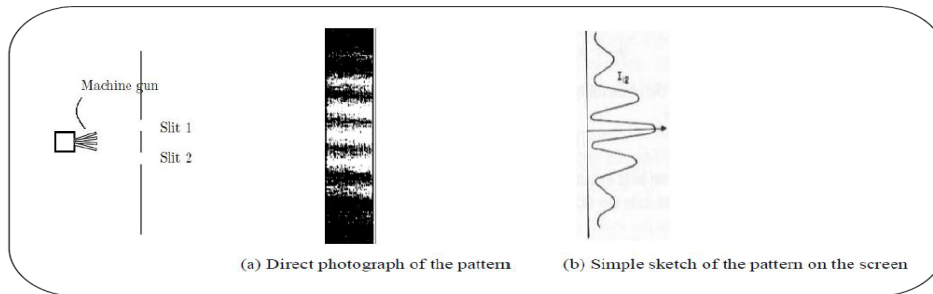 Machine gun
Slit 1
Slit 2
I₁₂
(a) Direct photograph of the pattern
(b) Simple sketch of the pattern on the screen